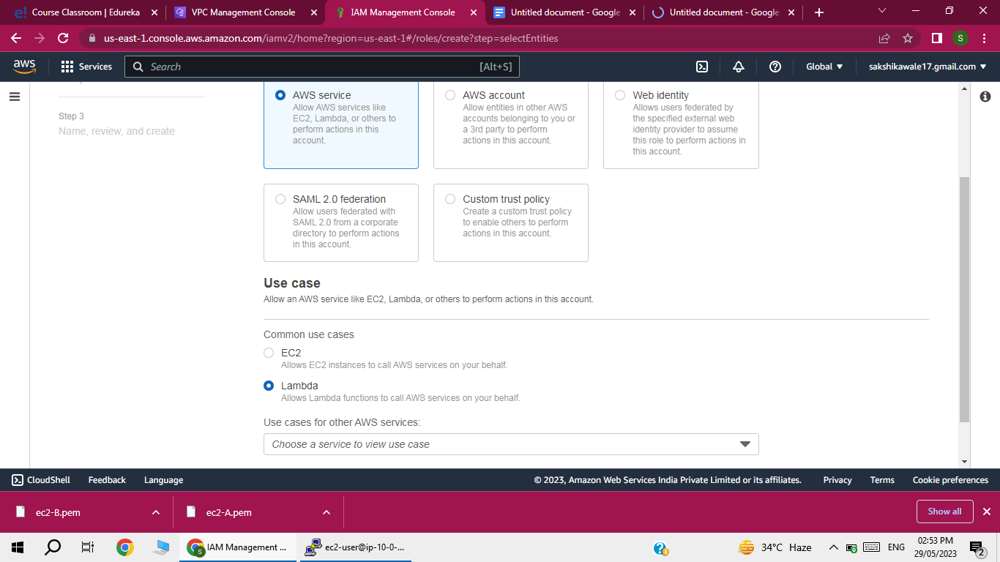 Course Classroom | Edureka
VPC Management Console
IAM Management Console
Untitled document - Google
Untitled document - Google
us-east-1.console.aws.amazon.com/iamv2/home?region=us-east-1#/roles/create?step=selectEntities
S
aws
Services
Search
[Alt+S]
Global
sakshikawale17.gmail.com
Step 3
Name, review, and create
AWS service
Allow AWS services like
EC2, Lambda, or others to
perform actions in this
account.
AWS account
Allow entities in other AWS
accounts belonging to you or
a 3rd party to perform
actions in this account.
Web identity
Allows users federated by
the specified external web
identity provider to assume
this role to perform actions in
this account.
SAML 2.0 federation
Allow users federated with
SAML 2.0 from a corporate
directory to perform actions
in this account.
Custom trust policy
Create a custom trust policy
to enable others to perform
actions in this account.
Use case
Allow an AWS service like EC2, Lambda, or others to perform actions in this account.
Common use cases
EC2
Allows EC2 instances to call AWS services on your behalf.
Lambda
Allows Lambda functions to call AWS services on your behalf.
Use cases for other AWS services:
Choose a service to view use case
CloudShell
Feedback
Language
© 2023, Amazon Web Services India Private Limited or its affiliates.
Privacy
Terms
Cookie preferences
ec2-B.pem
ec2-A.pem
Show all
IAM Management ...
ec2-user@ip-10-0-...
34°C Haze
ENG
02:53 PM
29/05/2023
2